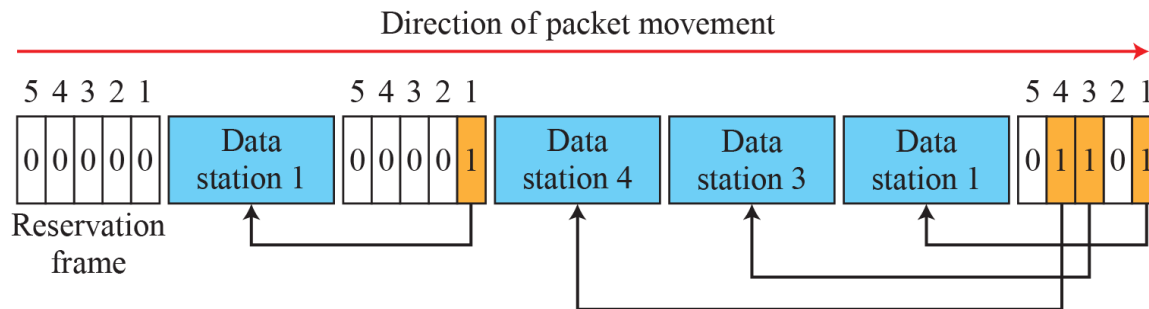 Direction of packet movement
5 4 3 2 1
5 4 3 2 1
5 4 3 2 1
0 0 0 0 0
Data
station 1
0 0 0 0 1
Data
station 4
Data
station 3
Data
station 1
0 1 1 0 1
Reservation
frame